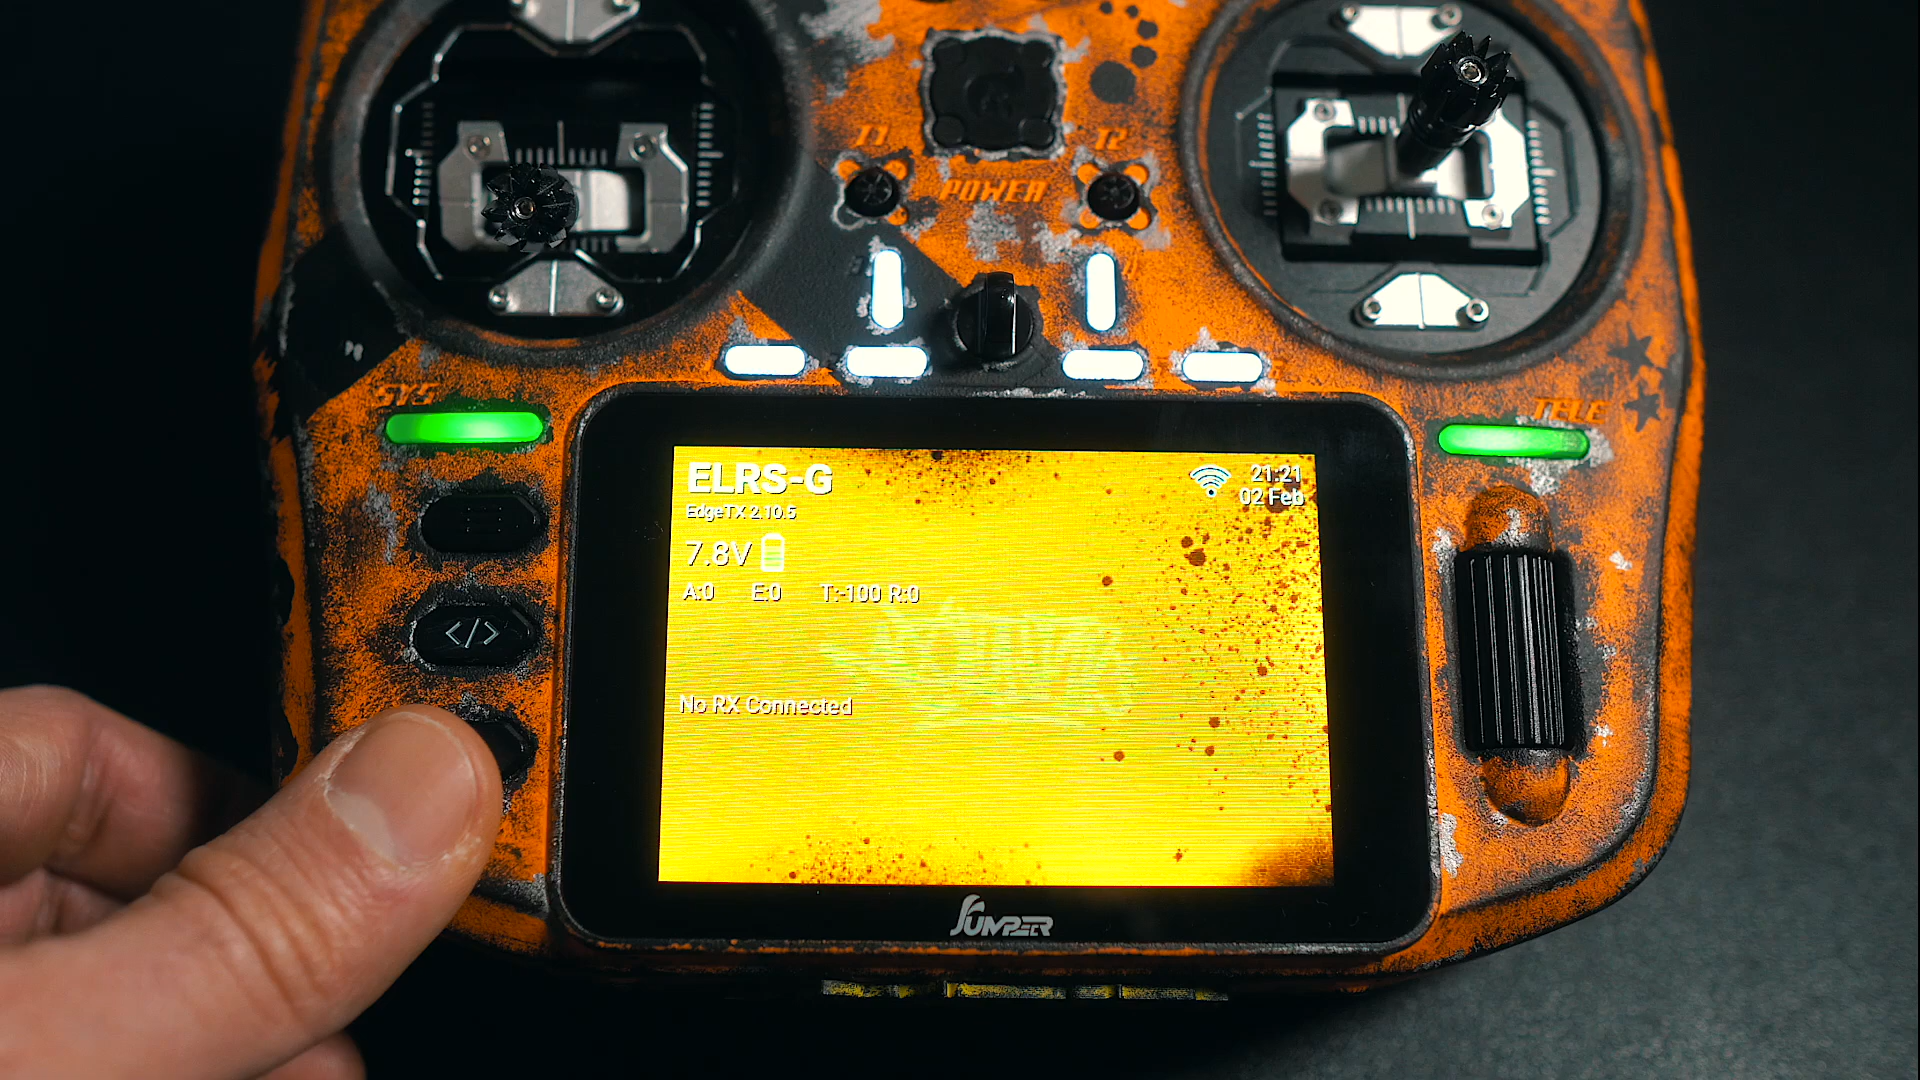 T1
T2
POWER
SYS
TELE
ELRS-G
21:21
EdgeTX 2.10.5
02 Feb
7.8V
A:0 E:0 T:-100 R:0
</>
No RX Connected
JUMPER